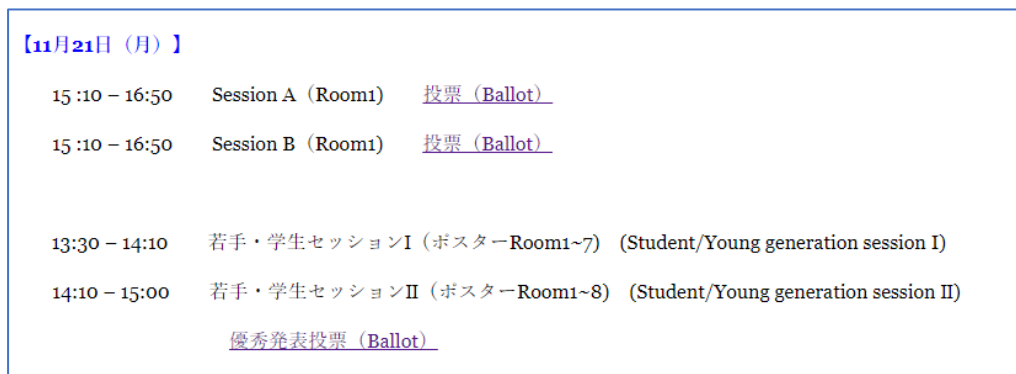 【11月21日（月）】
15 :10 – 16:50 Session A（Room1) 投票（Ballot）
15 :10 – 16:50 Session B（Room1) 投票（Ballot）
13:30 – 14:10 若手・学生セッションI（ポスターRoom1~7) (Student/Young generation session I)
14:10 – 15:00 若手・学生セッションII（ポスターRoom1~8) (Student/Young generation session II)
優秀発表投票（Ballot）